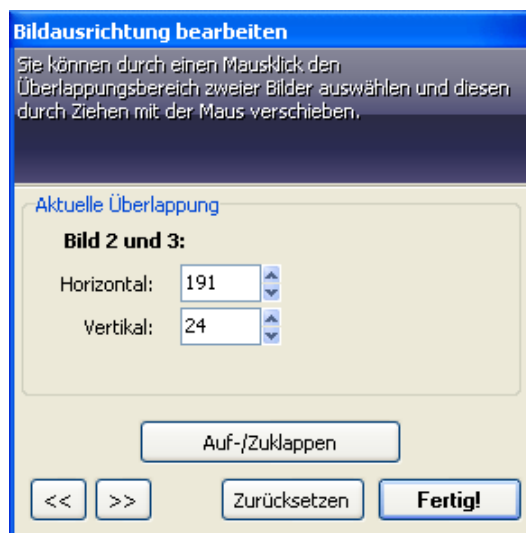 Bildausrichtung bearbeiten
Sie können durch einen Mausklick den
Überlappungsbereich zweier Bilder auswählen und diesen
durch Ziehen mit der Maus verschieben.
Aktuelle Überlappung
Bild 2 und 3:
Horizontal: 191
Vertikal: 24
Auf-/Zuklappen
<< >> Zurücksetzen Fertig!